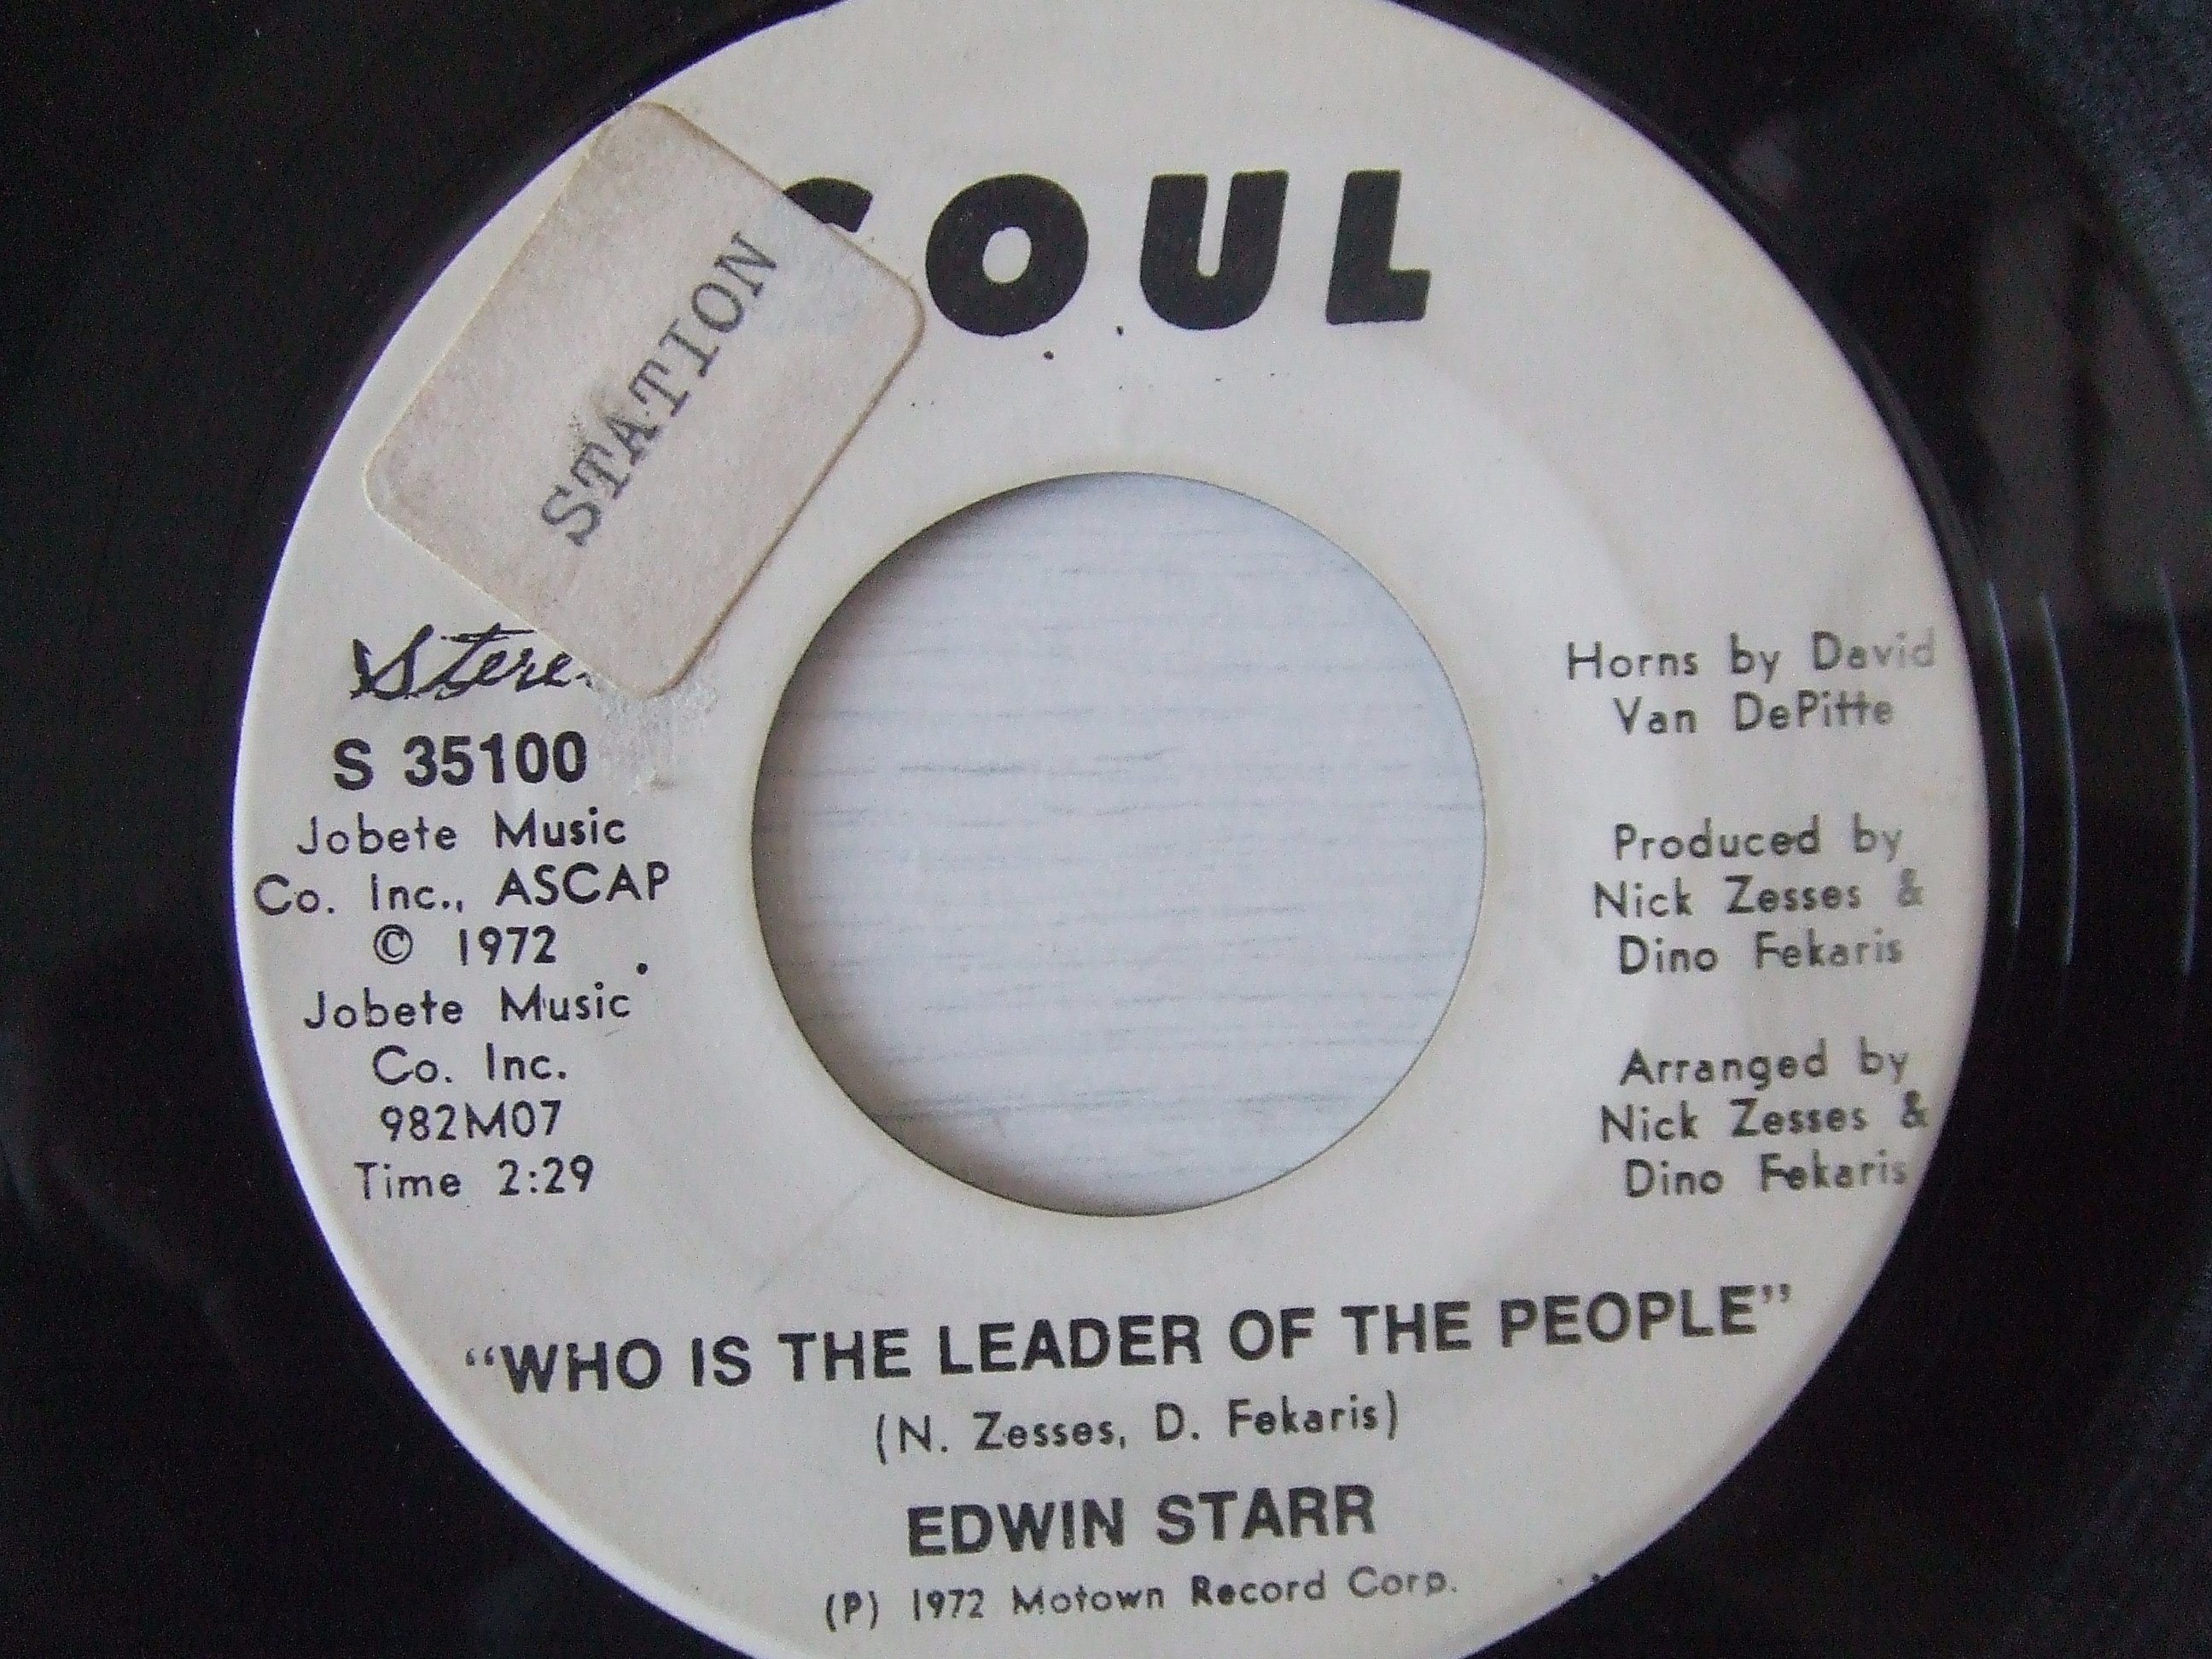 SOUL
STATION
Stereo
S 35100
Jobete Music
Co. Inc., ASCAP
© 1972
Jobete Music
Co. Inc.
982M07
Time 2:29
Horns by David
Van DePitte
Produced by
Nick Zesses &
Dino Fekaris
Arranged by
Nick Zesses &
Dino Fekaris
“WHO IS THE LEADER OF THE PEOPLE”
(N. Zesses, D. Fekaris)
EDWIN STARR
(P) 1972 Motown Record Corp.